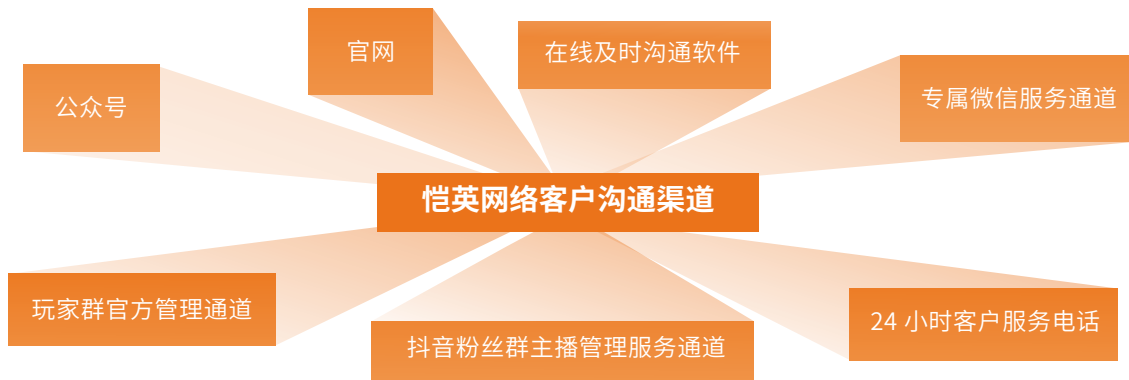 官网
在线及时沟通软件
公众号
专属微信服务通道
恺英网络客户沟通渠道
玩家群官方管理通道
抖音粉丝群主播管理服务通道
24 小时客户服务电话